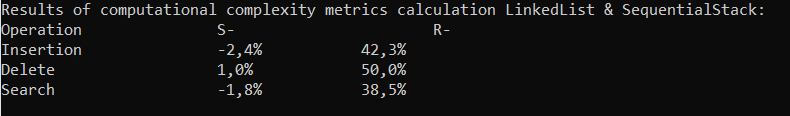 Results of computational complexity metrics calculation LinkedList & SequentialStack:
Operation S- R-
Insertion -2,4% 42,3%
Delete 1,0% 50,0%
Search -1,8% 38,5%